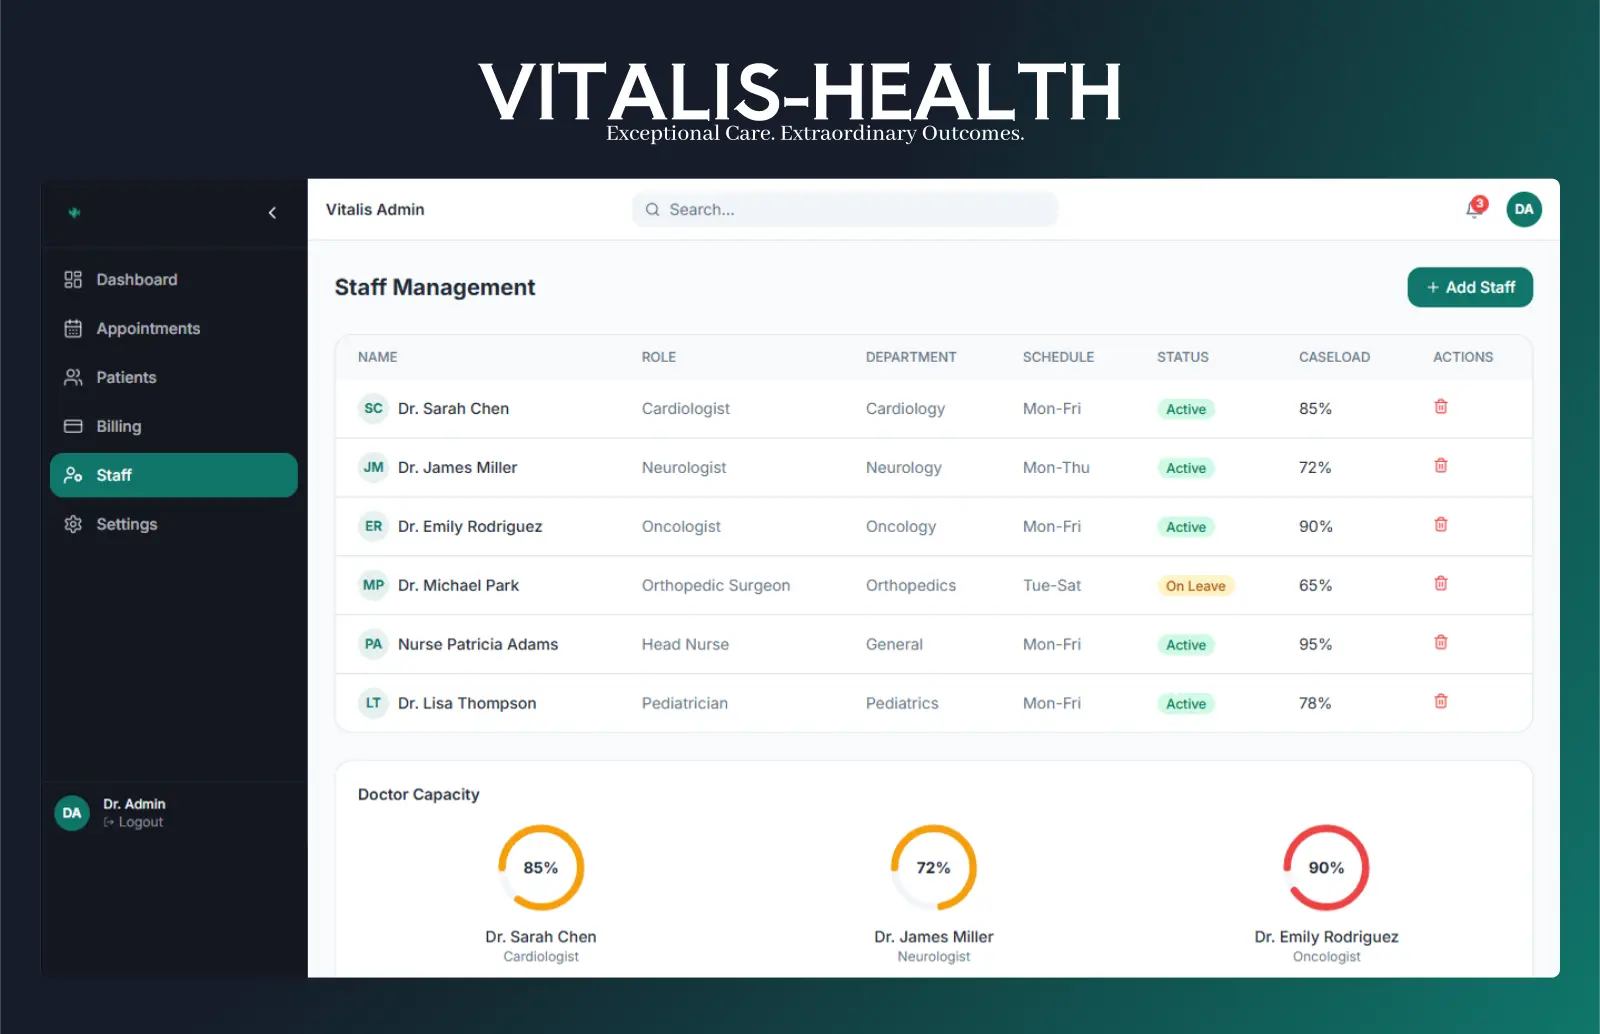 VITALIS-HEALTH
Exceptional Care. Extraordinary Outcomes.
Vitalis Admin
Search...
3
DA
Dashboard
Appointments
Patients
Billing
Staff
Settings
DA
Dr. Admin
Logout
Staff Management
+ Add Staff
NAME ROLE DEPARTMENT SCHEDULE STATUS CASELOAD ACTIONS
SC Dr. Sarah Chen Cardiologist Cardiology Mon-Fri Active 85%
JM Dr. James Miller Neurologist Neurology Mon-Thu Active 72%
ER Dr. Emily Rodriguez Oncologist Oncology Mon-Fri Active 90%
MP Dr. Michael Park Orthopedic Surgeon Orthopedics Tue-Sat On Leave 65%
PA Nurse Patricia Adams Head Nurse General Mon-Fri Active 95%
LT Dr. Lisa Thompson Pediatrician Pediatrics Mon-Fri Active 78%
Doctor Capacity
85% 72% 90%
Dr. Sarah Chen Dr. James Miller Dr. Emily Rodriguez
Cardiologist Neurologist Oncologist